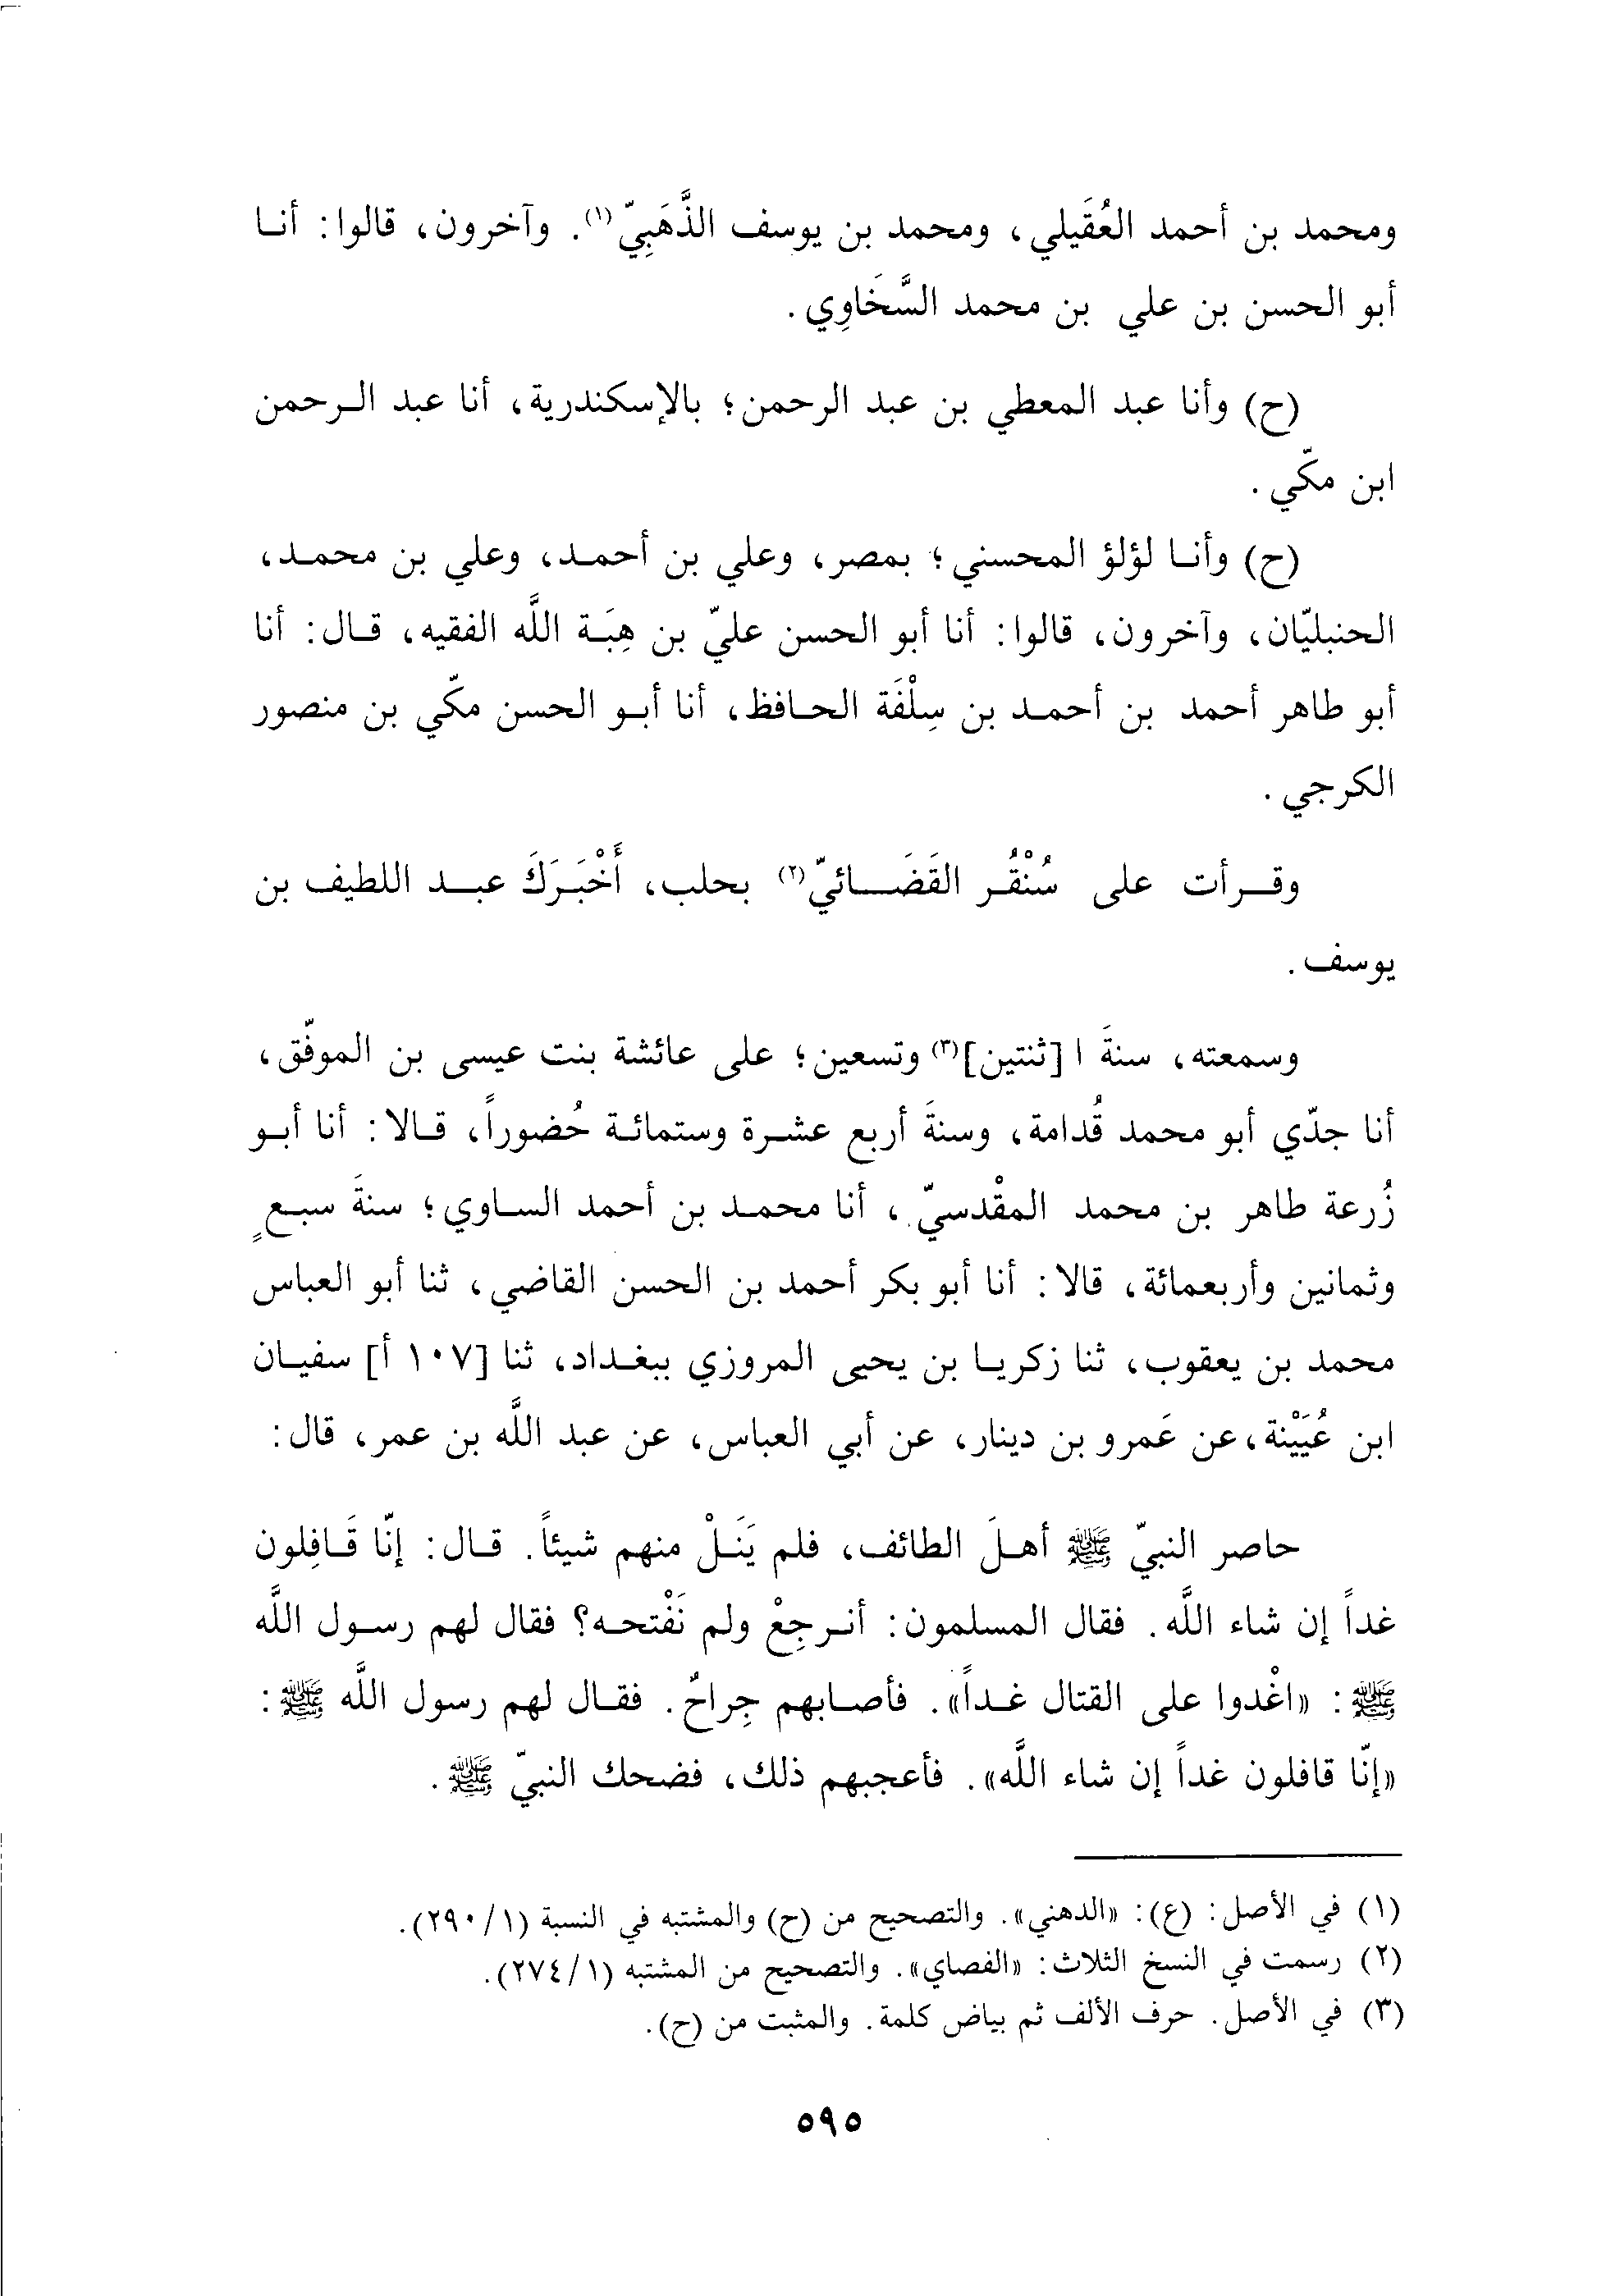 ومحمد بن أحمد العُقَيلي، ومحمد بن يوسف الذَّهَبِيّ(١). وآخرون، قالوا: أنا
أبو الحسن بن علي بن محمد السَّخَاوِي.
(ح) وأنا عبد المعطي بن عبد الرحمن؛ بالإسكندرية، أنا عبد الرحمن
ابن مكّي.
(ح) وأنا لؤلؤ المحسني؛ بمصر، وعلي بن أحمد، وعلي بن محمد،
الحنبليّان، وآخرون، قالوا: أنا أبو الحسن عليّ بن هِبَة اللَّه الفقيه، قال: أنا
أبو طاهر أحمد بن أحمد بن سِلْفَة الحافظ، أنا أبو الحسن مكّي بن منصور
الكرجي.
وقرأت على سُنْقُر القَضَائيّ(٢) بحلب، أَخْبَرَكَ عبد اللطيف بن
يوسف.
وسمعته، سنةَ ا [ثنتين](٣) وتسعين؛ على عائشة بنت عيسى بن الموفّق،
أنا جدّي أبو محمد قُدامة، وسنةَ أربع عشرة وستمائة حُضوراً، قالا: أنا أبو
زُرعة طاهر بن محمد المقْدسيّ، أنا محمد بن أحمد الساوي؛ سنةَ سبعٍ
وثمانين وأربعمائة، قالا: أنا أبو بكر أحمد بن الحسن القاضي، ثنا أبو العباس
محمد بن يعقوب، ثنا زكريا بن يحيى المروزي ببغداد، ثنا [١٠٧ أ] سفيان
ابن عُيَيْنة، عن عَمرو بن دينار، عن أبي العباس، عن عبد اللَّه بن عمر، قال:
حاصر النبيّ ﷺ أهلَ الطائف، فلم يَنَلْ منهم شيئاً. قال: إنّا قَافِلون
غداً إن شاء اللَّه. فقال المسلمون: أنرجِعْ ولم نَفْتحه؟ فقال لهم رسول اللَّه
ﷺ: «اغْدوا على القتال غداً». فأصابهم جِراحٌ. فقال لهم رسول اللَّه ﷺ:
«إنّا قافلون غداً إن شاء اللَّه». فأعجبهم ذلك، فضحك النبيّ ﷺ.
(١) في الأصل: (ع): «الدهني». والتصحيح من (ح) والمشتبه في النسبة (١/ ٢٩٠).
(٢) رسمت في النسخ الثلاث: «الفصاي». والتصحيح من المشتبه (١/ ٢٧٤).
(٣) في الأصل. حرف الألف ثم بياض كلمة. والمثبت من (ح).
٥٩٥